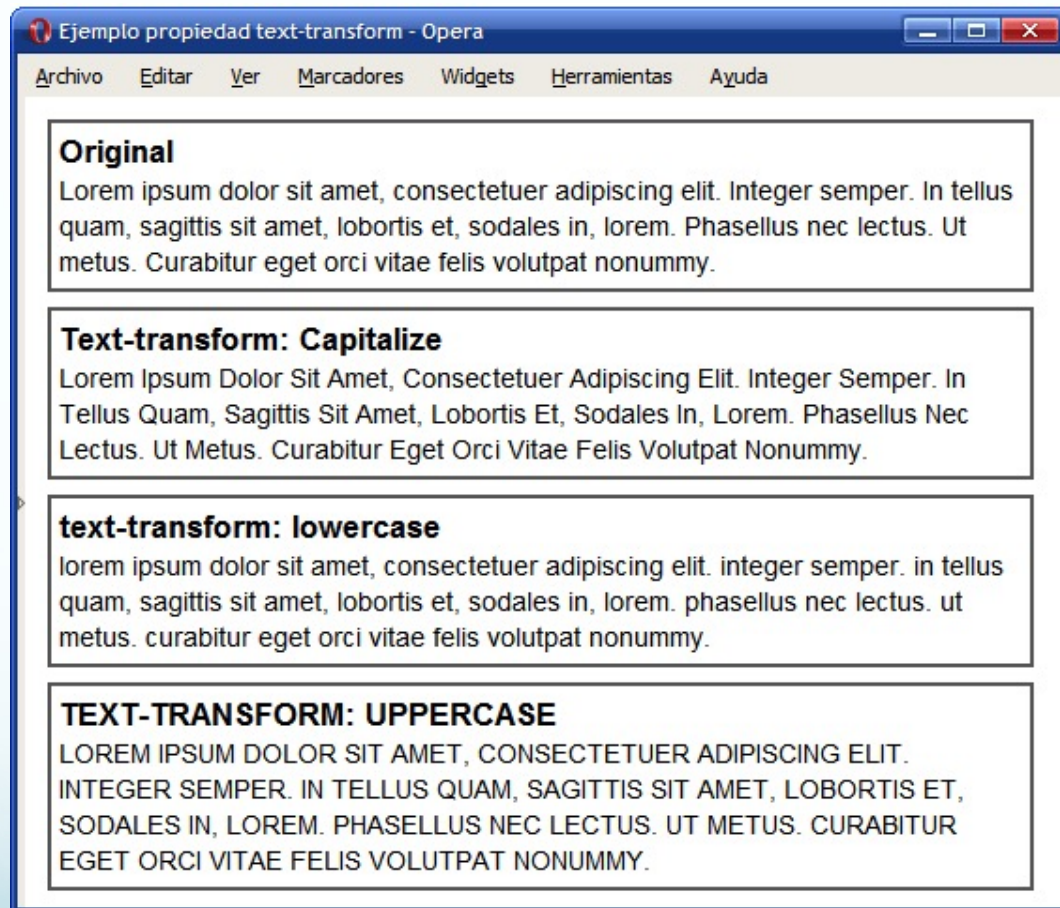 Ejemplo propiedad text-transform - Opera
Archivo Editar Ver Marcadores Widgets Herramientas Ayuda
Original
Lorem ipsum dolor sit amet, consectetuer adipiscing elit. Integer semper. In tellus
quam, sagittis sit amet, lobortis et, sodales in, lorem. Phasellus nec lectus. Ut
metus. Curabitur eget orci vitae felis volutpat nonummy.
Text-transform: Capitalize
Lorem Ipsum Dolor Sit Amet, Consectetuer Adipiscing Elit. Integer Semper. In
Tellus Quam, Sagittis Sit Amet, Lobortis Et, Sodales In, Lorem. Phasellus Nec
Lectus. Ut Metus. Curabitur Eget Orci Vitae Felis Volutpat Nonummy.
text-transform: lowercase
lorem ipsum dolor sit amet, consectetuer adipiscing elit. integer semper. in tellus
quam, sagittis sit amet, lobortis et, sodales in, lorem. phasellus nec lectus. ut
metus. curabitur eget orci vitae felis volutpat nonummy.
TEXT-TRANSFORM: UPPERCASE
LOREM IPSUM DOLOR SIT AMET, CONSECTETUER ADIPISCING ELIT.
INTEGER SEMPER. IN TELLUS QUAM, SAGITTIS SIT AMET, LOBORTIS ET,
SODALES IN, LOREM. PHASELLUS NEC LECTUS. UT METUS. CURABITUR
EGET ORCI VITAE FELIS VOLUTPAT NONUMMY.